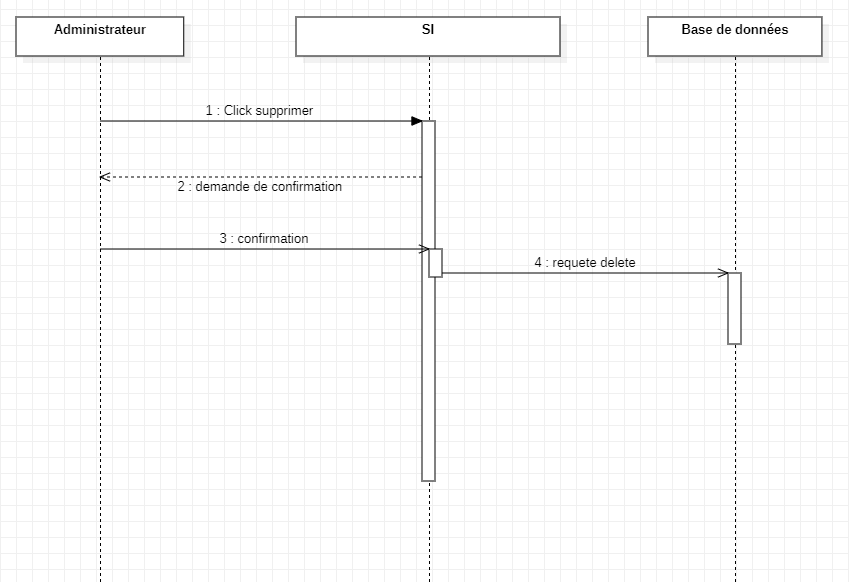 Administrateur
SI
Base de données
1 : Click supprimer
2 : demande de confirmation
3 : confirmation
4 : requete delete